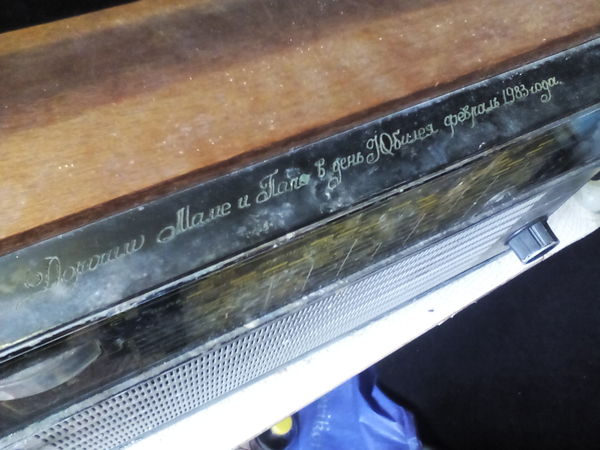 Дорогим Маме и Папе в день Юбилея февраль 1983 года.